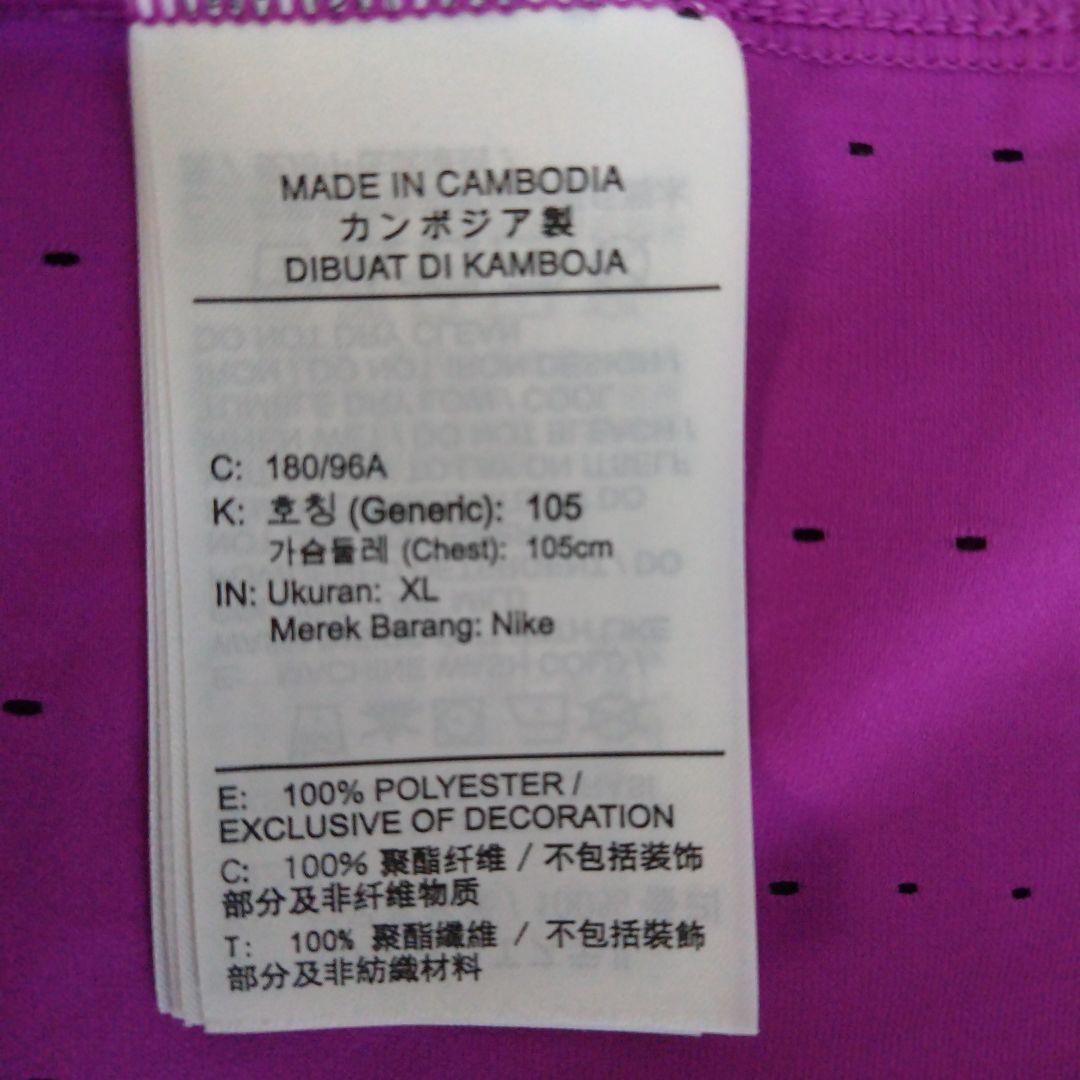 MADE IN CAMBODIA
カンボジア製
DIBUAT DI KAMBOJA
C: 180/96A
K: 호칭 (Generic): 105
가슴둘레 (Chest): 105cm
IN: Ukuran: XL
Merek Barang: Nike
E: 100% POLYESTER /
EXCLUSIVE OF DECORATION
C: 100% 聚酯纤维 / 不包括装饰
部分及非纤维物质
T: 100% 聚酯纖維 / 不包括裝飾
部分及非紡織材料